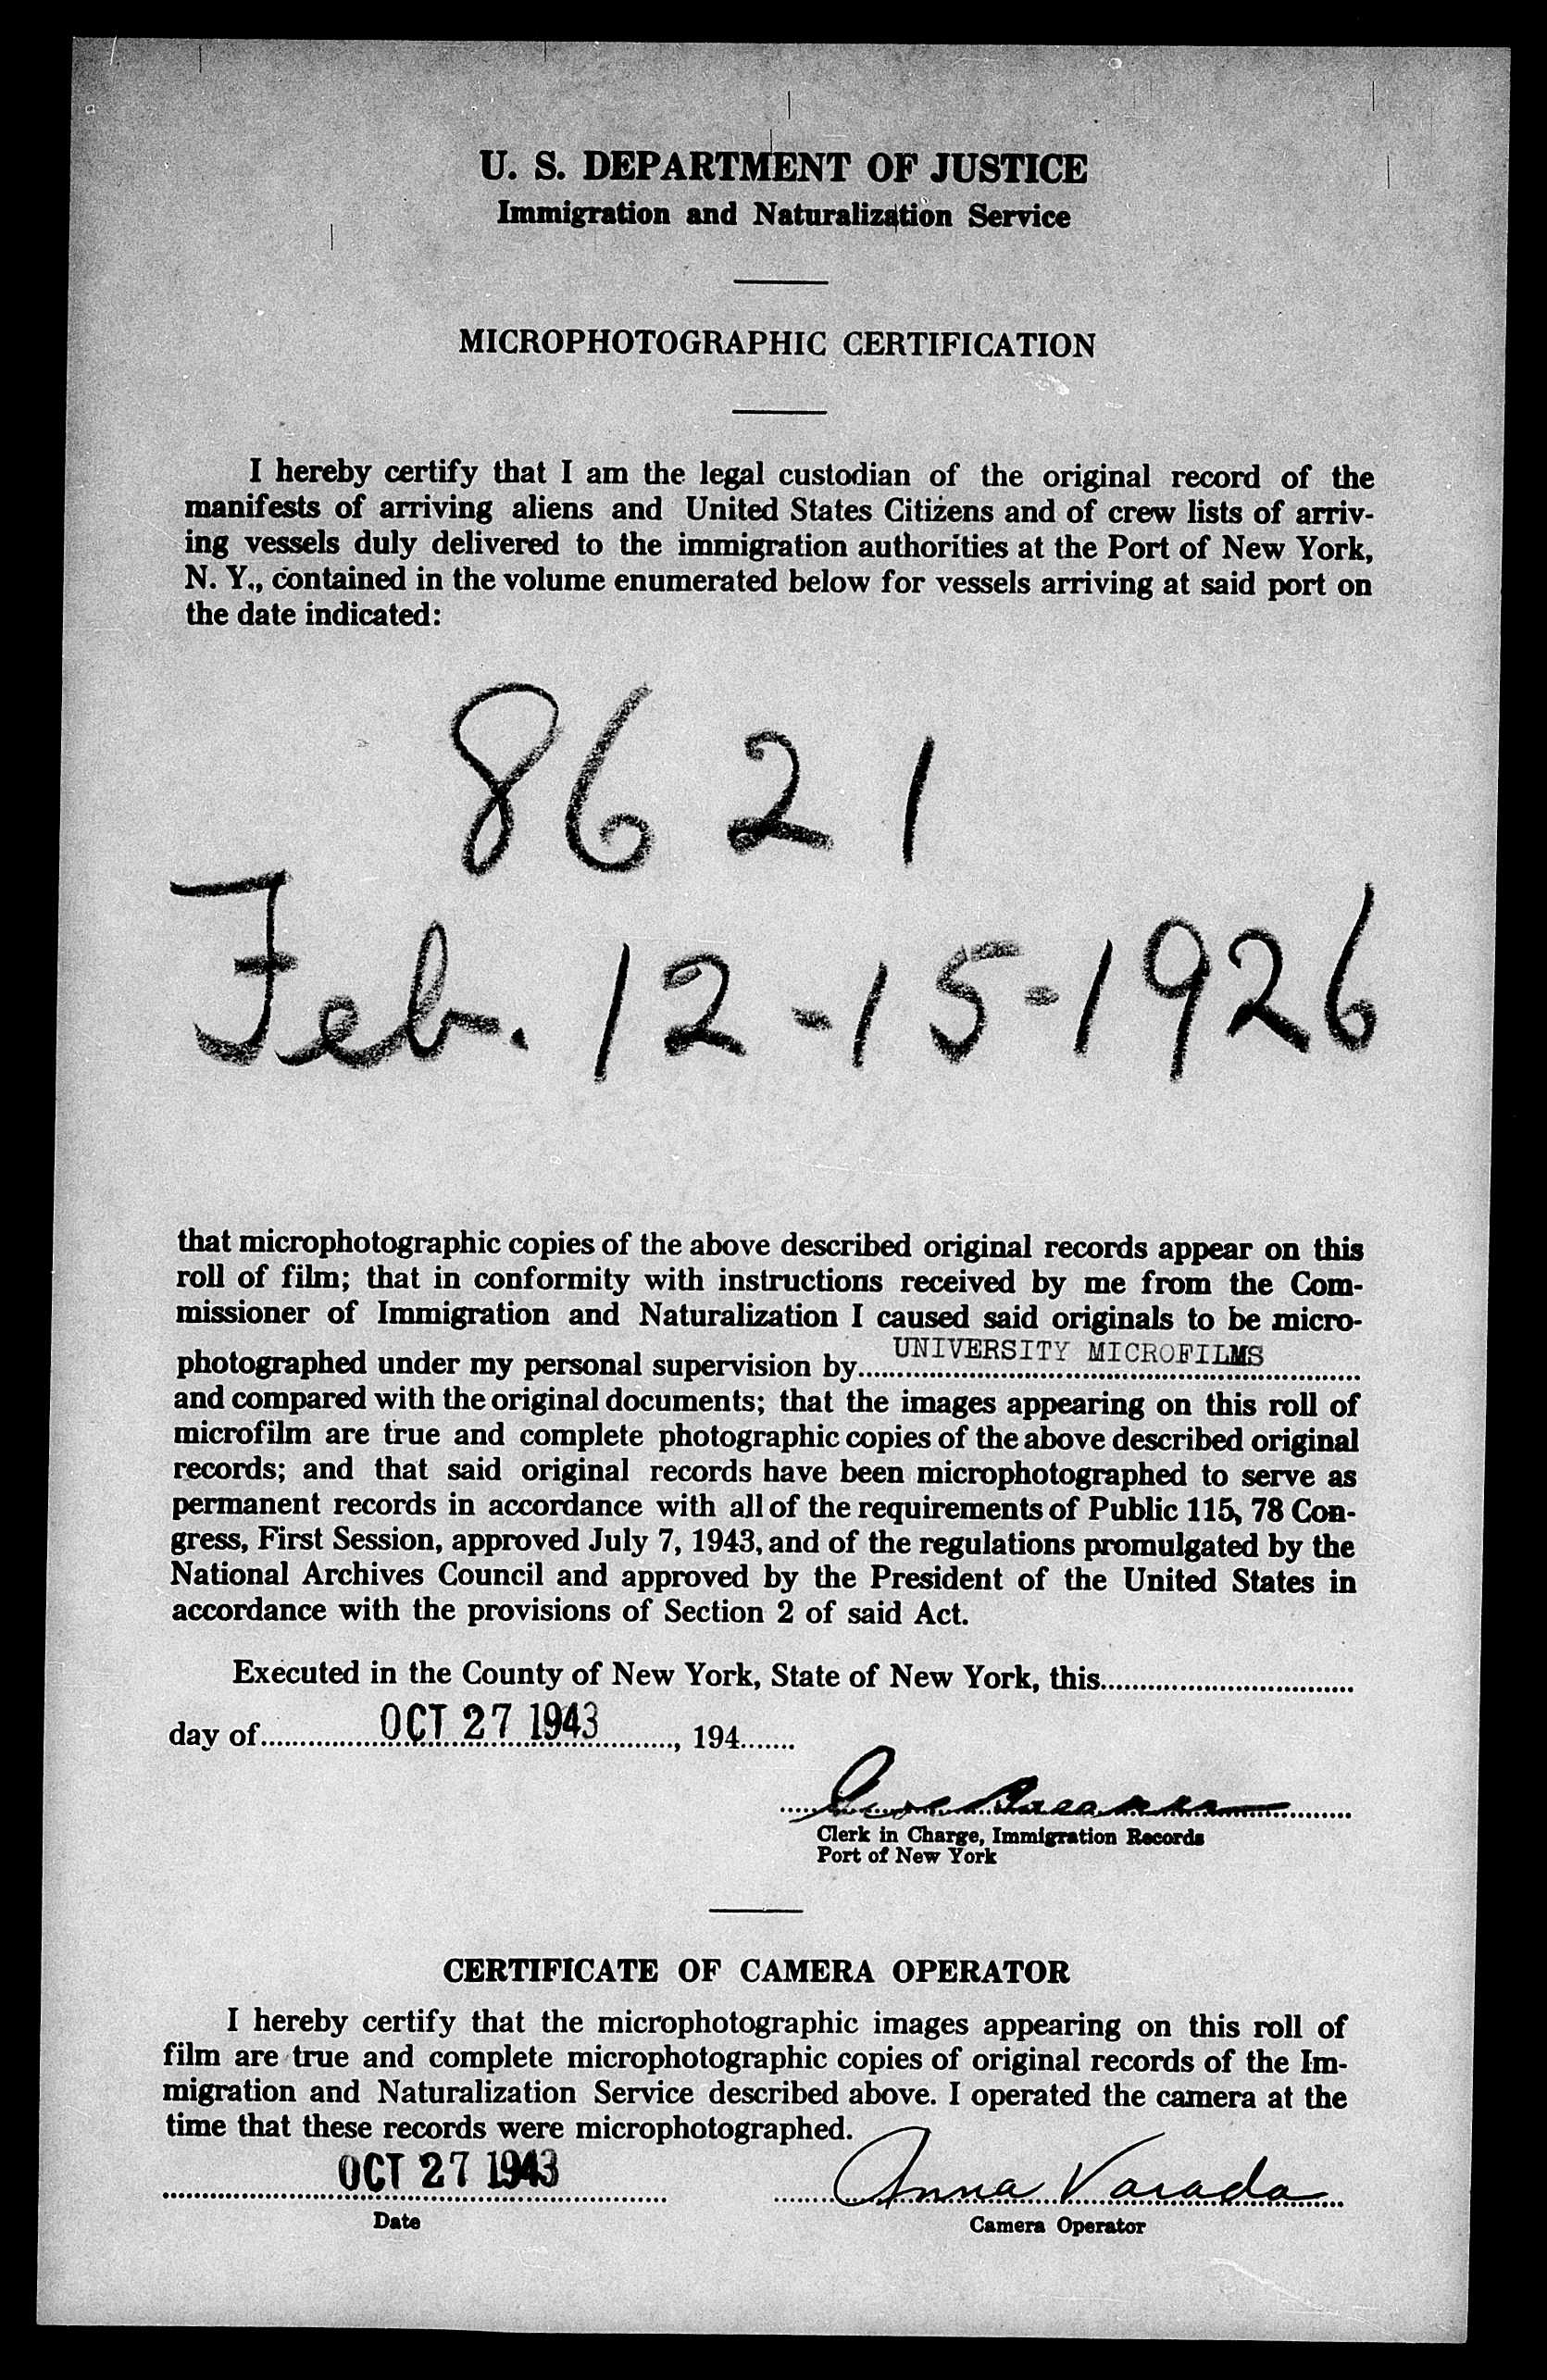 U. S. DEPARTMENT OF JUSTICE
Immigration and Naturalization Service
MICROPHOTOGRAPHIC CERTIFICATION
I hereby certify that I am the legal custodian of the original record of the
manifests of arriving aliens and United States Citizens and of crew lists of arriv-
ing vessels duly delivered to the immigration authorities at the Port of New York,
N. Y., contained in the volume enumerated below for vessels arriving at said port on
the date indicated:
8621
Feb. 12-15-1926
that microphotographic copies of the above described original records appear on this
roll of film; that in conformity with instructions received by me from the Com-
missioner of Immigration and Naturalization I caused said originals to be micro-
photographed under my personal supervision by UNIVERSITY MICROFILMS
and compared with the original documents; that the images appearing on this roll of
microfilm are true and complete photographic copies of the above described original
records; and that said original records have been microphotographed to serve as
permanent records in accordance with all of the requirements of Public 115, 78 Con-
gress, First Session, approved July 7, 1943, and of the regulations promulgated by the
National Archives Council and approved by the President of the United States in
accordance with the provisions of Section 2 of said Act.
Executed in the County of New York, State of New York, this
day of OCT 27 1943, 194
Clerk in Charge, Immigration Records
Port of New York
CERTIFICATE OF CAMERA OPERATOR
I hereby certify that the microphotographic images appearing on this roll of
film are true and complete microphotographic copies of original records of the Im-
migration and Naturalization Service described above. I operated the camera at the
time that these records were microphotographed.
OCT 27 1943 Anna Varada
Date Camera Operator